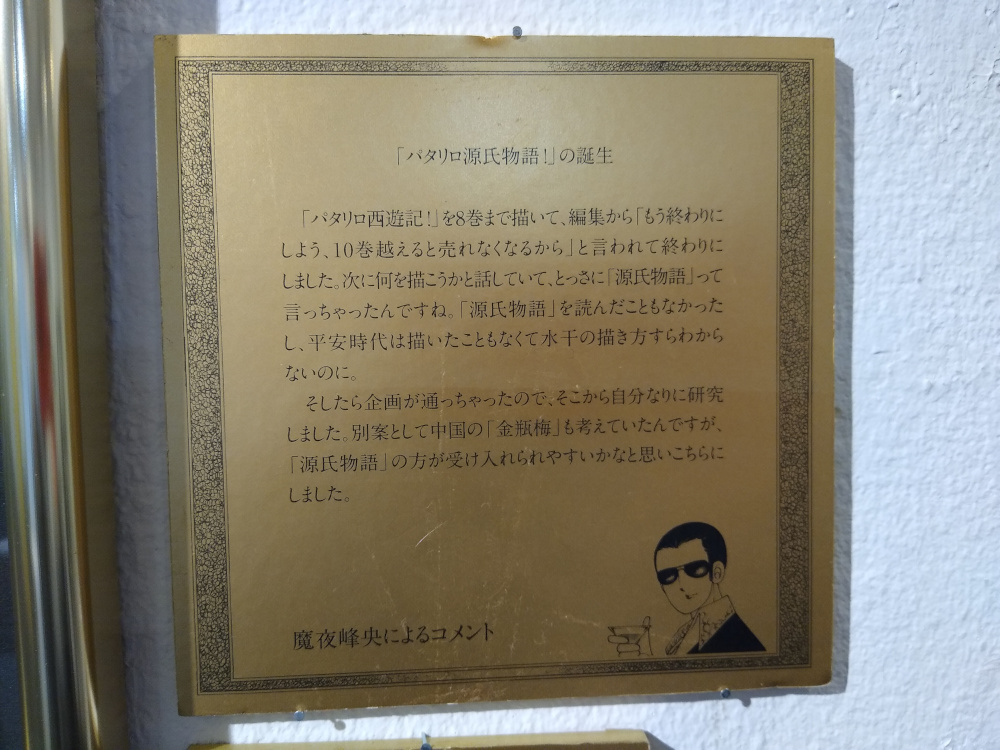 「パタリロ源氏物語!」の誕生
「パタリロ西遊記!」を8巻まで描いて、編集から「もう終わりに
しよう、10巻越えると売れなくなるから」と言われて終わりに
しました。次に何を描こうかと話していて、とっさに「源氏物語」って
言っちゃったんですね。「源氏物語」を読んだこともなかった
し、平安時代は描いたこともなくて水干の描き方すらわから
ないのに。
そしたら企画が通っちゃったので、そこから自分なりに研究
しました。別案として中国の「金瓶梅」も考えていたんですが、
「源氏物語」の方が受け入れられやすいかなと思いこちらに
しました。
魔夜峰央によるコメント